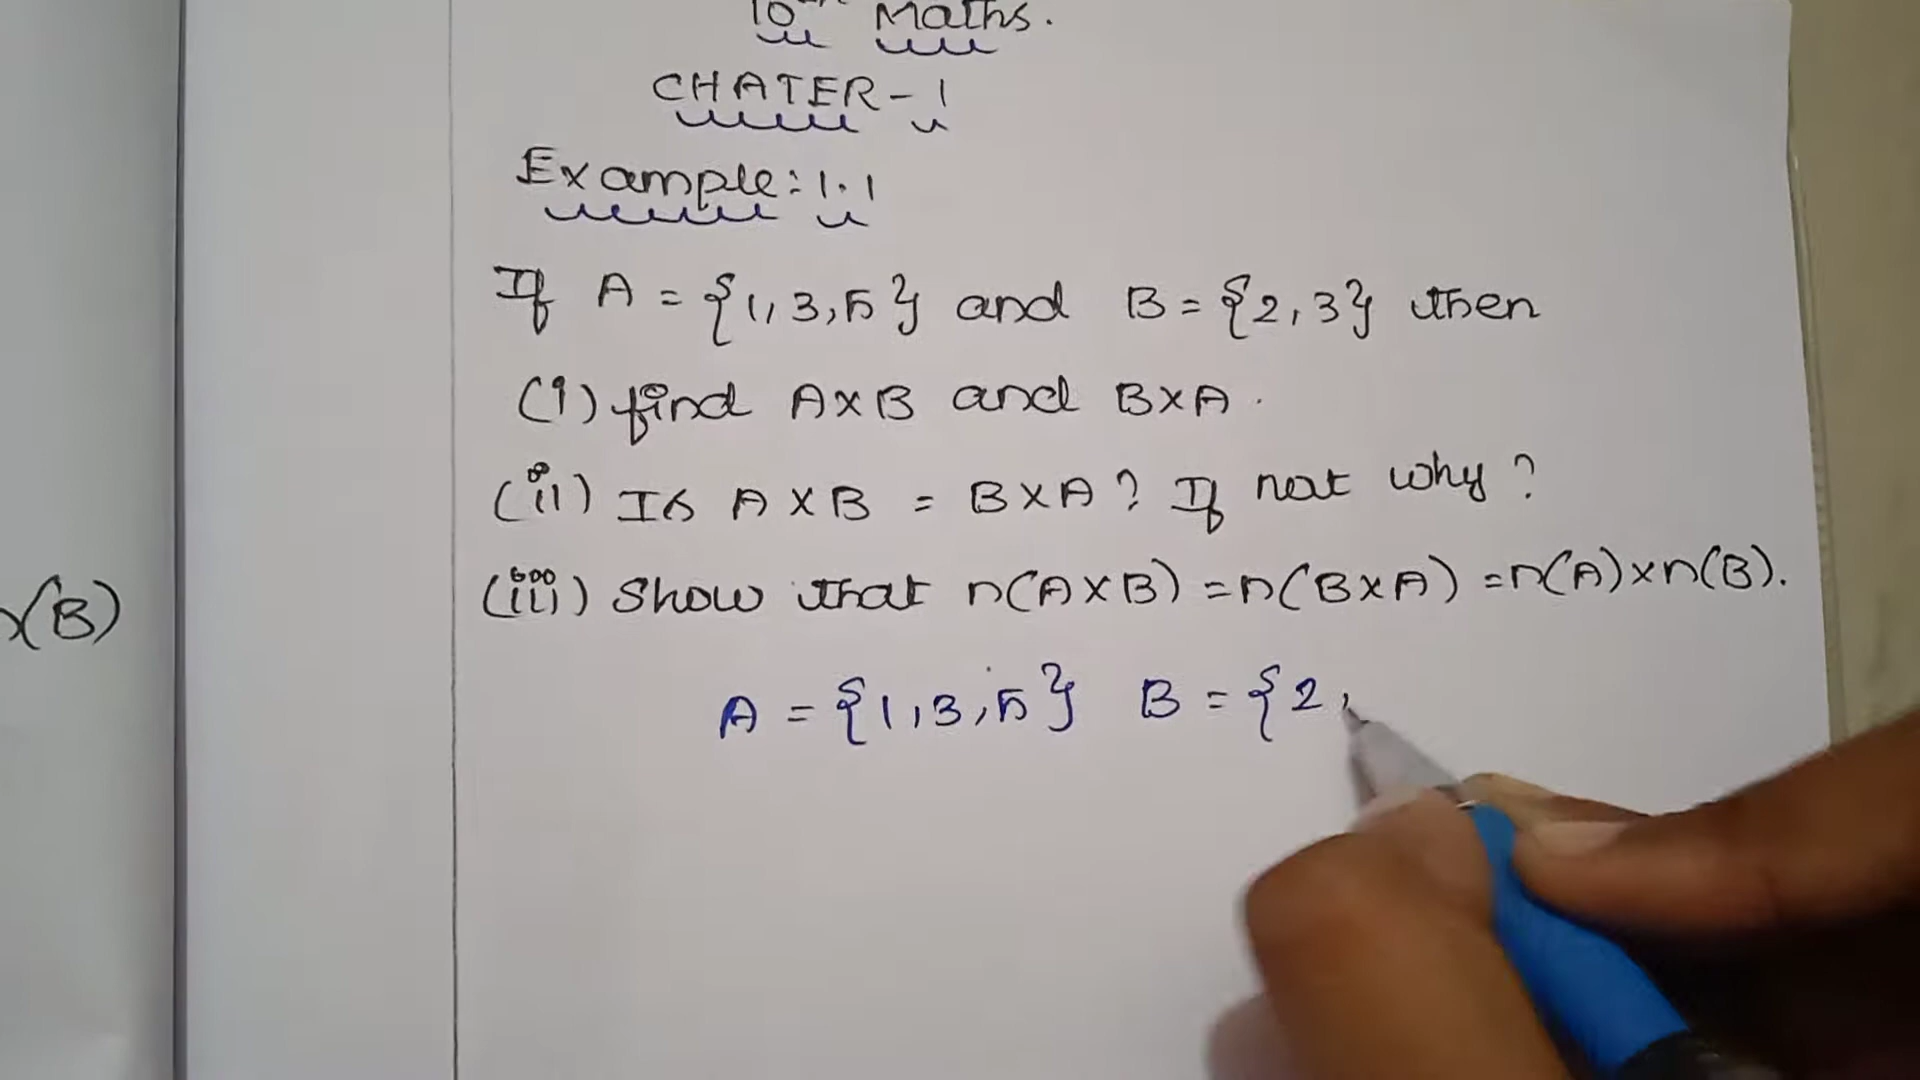 10th Maths.
CHATER - 1
Example: 1.1
If A = {1, 3, 5} and B = {2, 3} then
(i) find A×B and B×A.
(ii) Is A × B = B×A? If not why?
(iii) Show that n(A×B) = n(B×A) = n(A)×n(B).
(B)
A = {1, 3, 5} B = {2,